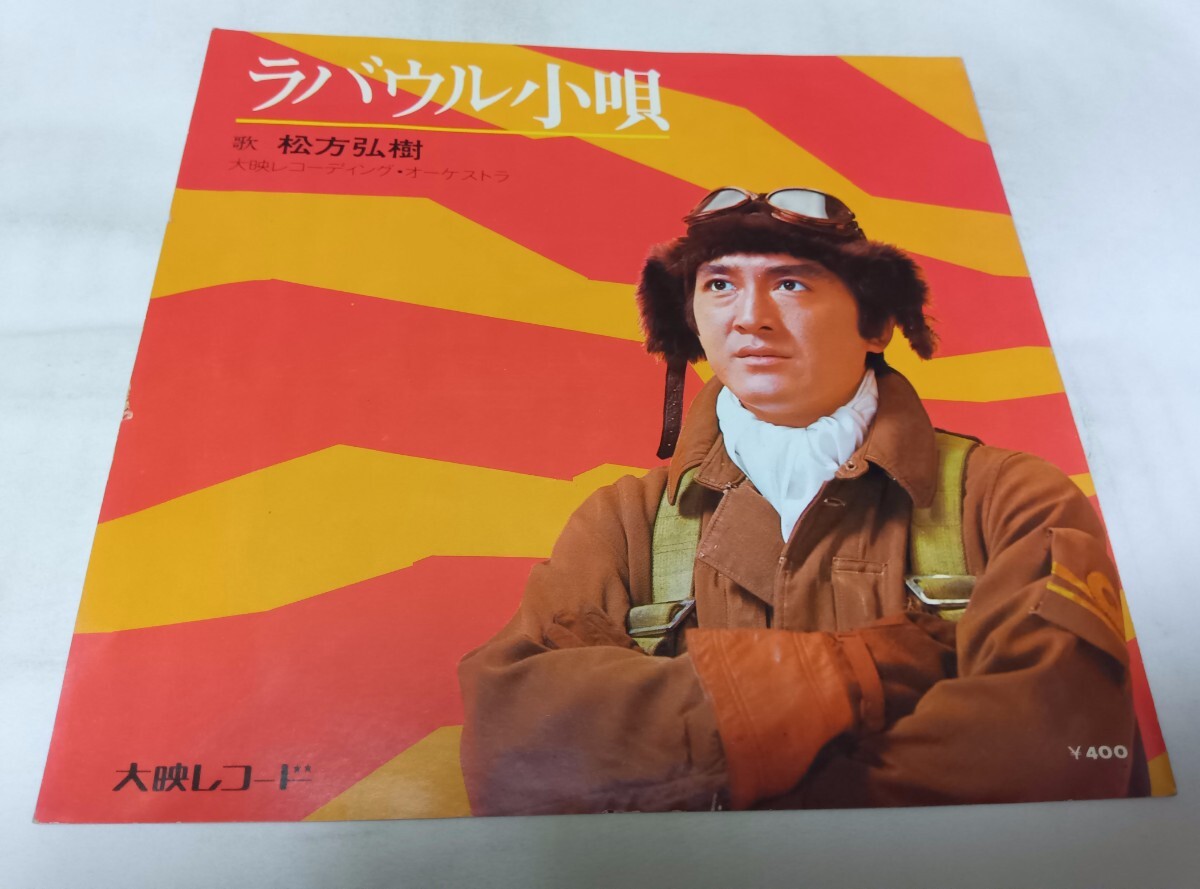 ラバウル小唄
歌 松方弘樹
大映レコーディング・オーケストラ
大映レコード
￥400